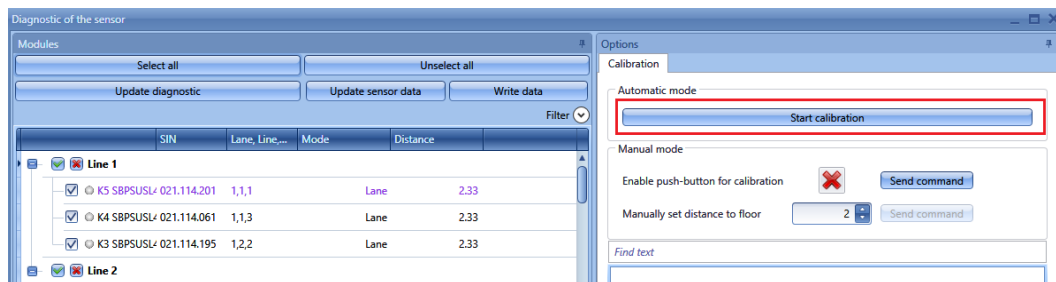 Diagnostic of the sensor
Modules
Select all
Unselect all
Update diagnostic
Update sensor data
Write data
Filter
SIN
Lane, Line,...
Mode
Distance
Line 1
K5 SBPSUSL 021.114.201 1,1,1 Lane 2.33
K4 SBPSUSL 021.114.061 1,1,3 Lane 2.33
K3 SBPSUSL 021.114.195 1,2,2 Lane 2.33
Line 2
Options
Calibration
Automatic mode
Start calibration
Manual mode
Enable push-button for calibration
Send command
Manually set distance to floor
2
Send command
Find text